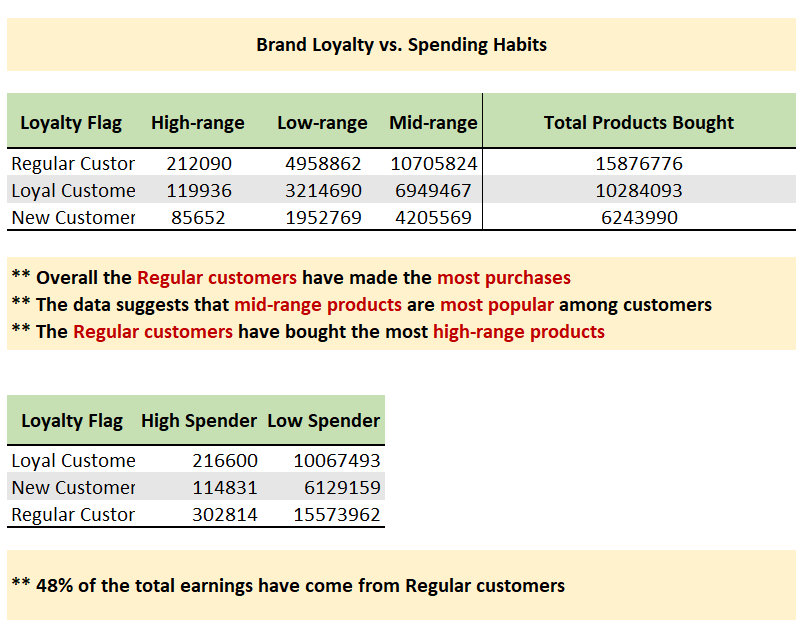 Brand Loyalty vs. Spending Habits
Loyalty Flag High-range Low-range Mid-range Total Products Bought
Regular Custor 212090 4958862 10705824 15876776
Loyal Custome 119936 3214690 6949467 10284093
New Customer 85652 1952769 4205569 6243990
** Overall the Regular customers have made the most purchases
** The data suggests that mid-range products are most popular among customers
** The Regular customers have bought the most high-range products
Loyalty Flag High Spender Low Spender
Loyal Custome 216600 10067493
New Customer 114831 6129159
Regular Custor 302814 15573962
** 48% of the total earnings have come from Regular customers